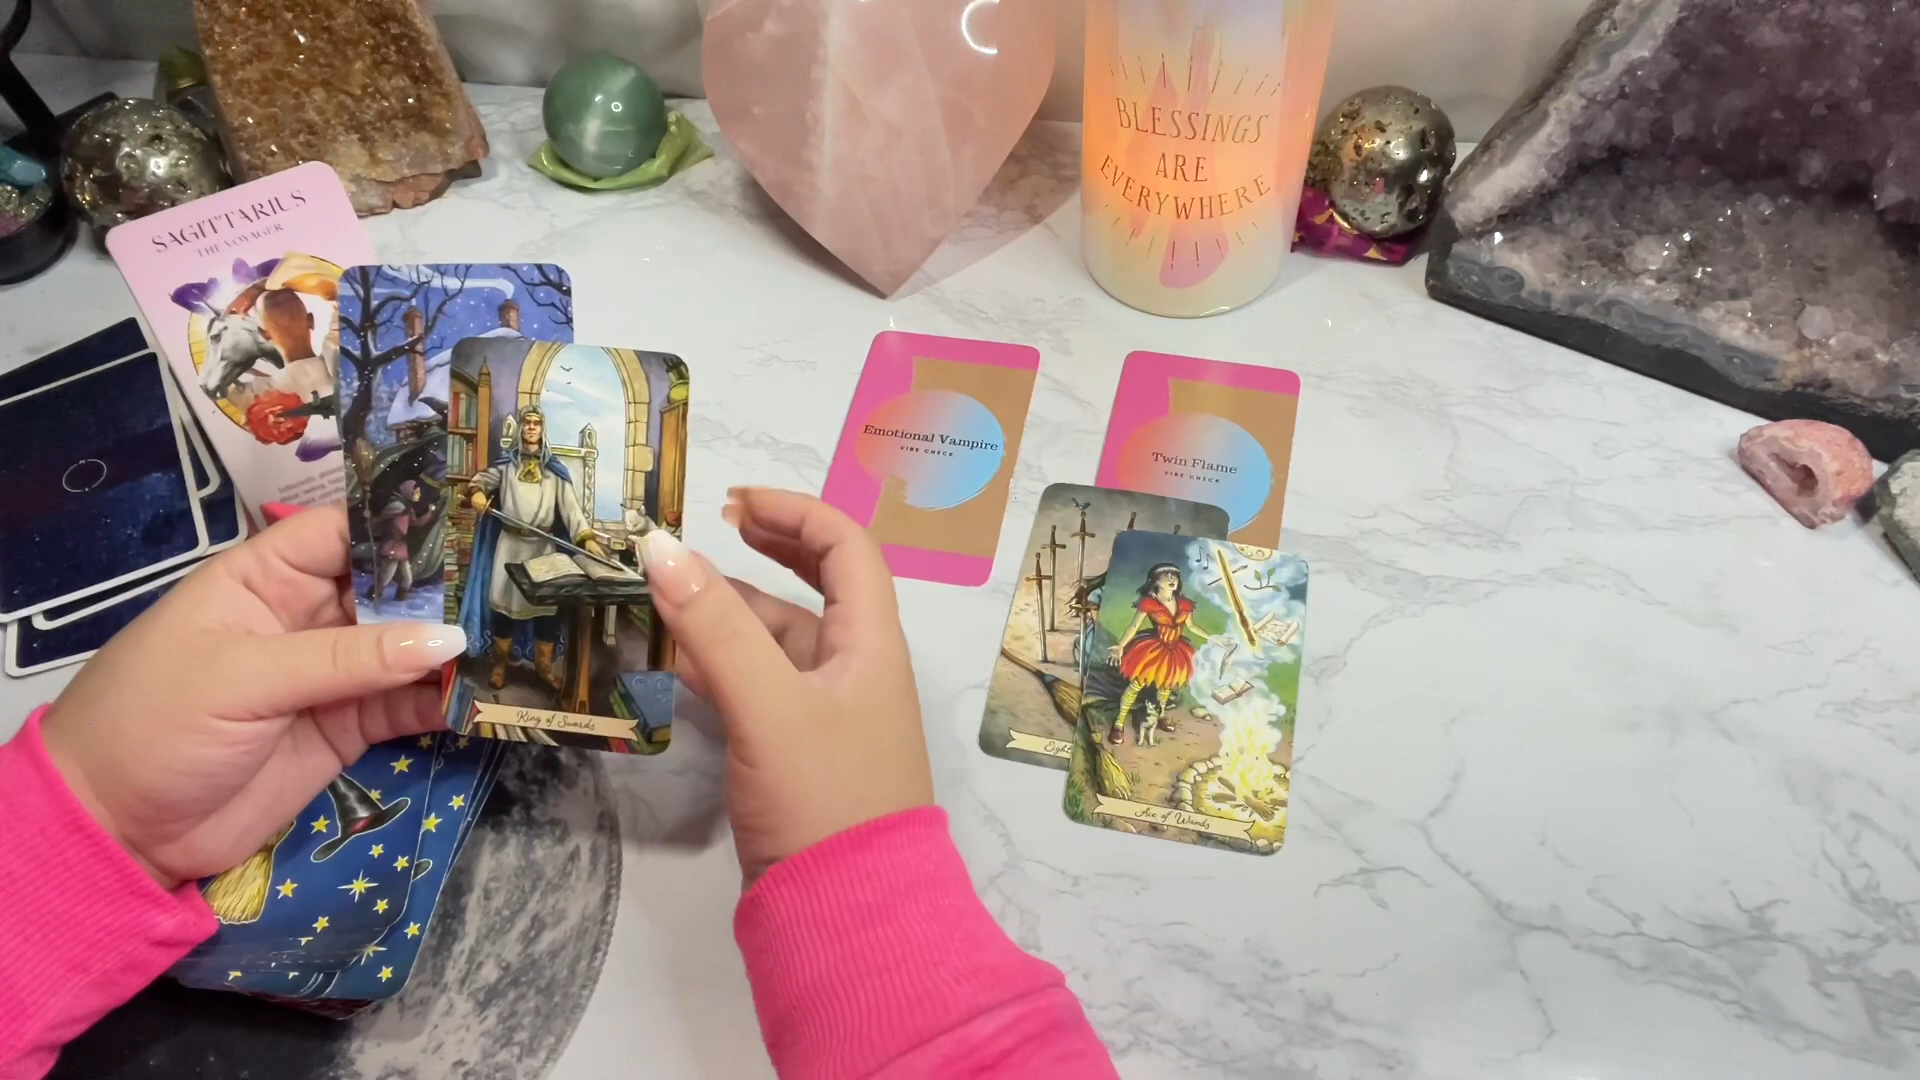 SAGITTARIUS
THE VOYAGER
BLESSINGS
ARE
EVERYWHERE
Emotional Vampire
VIBE CHECK
Twin Flame
VIBE CHECK
King of Swords
Eight
Ace of Wands